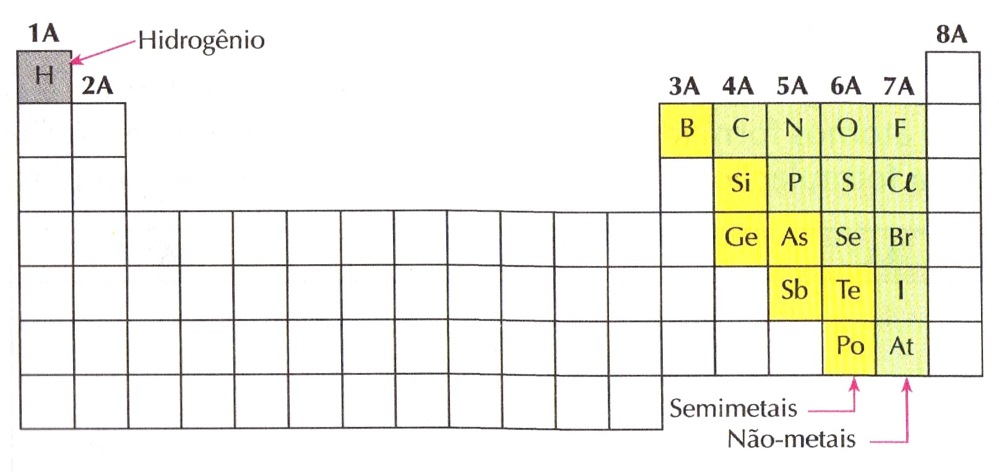 1A
Hidrogênio
8A
H
2A
3A 4A 5A 6A 7A
B C N O F
Si P S Cℓ
Ge As Se Br
Sb Te I
Po At
Semimetais
Não-metais